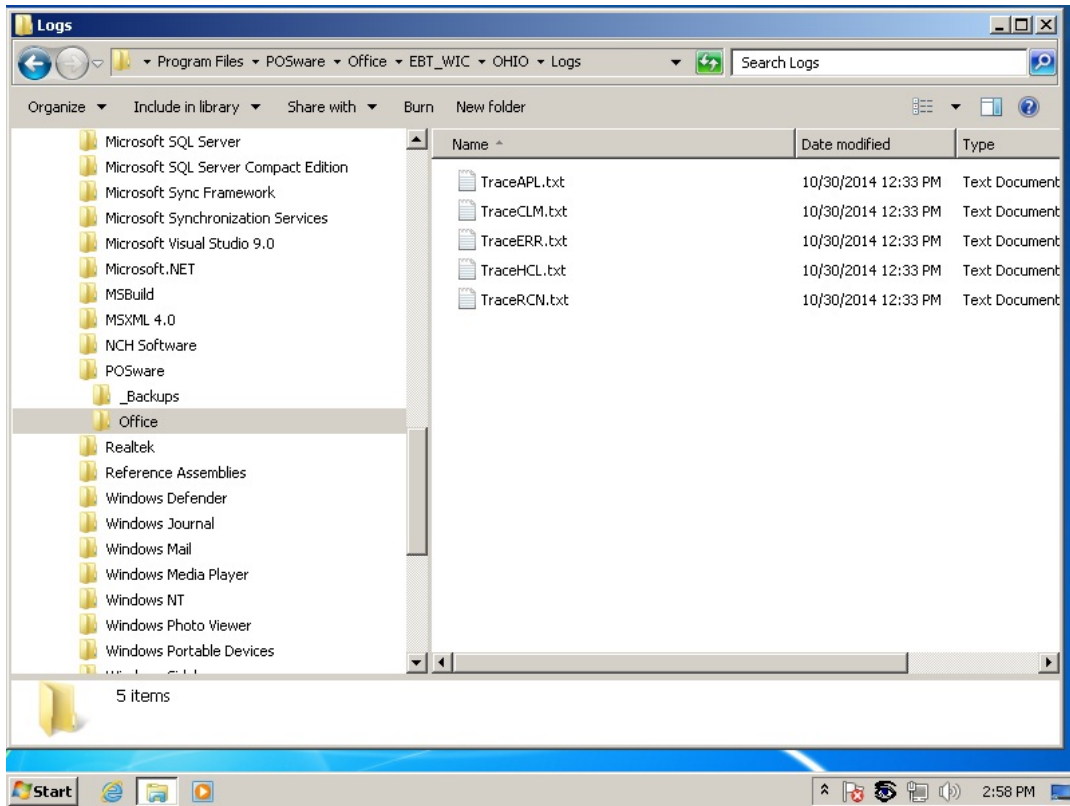 Logs
Program Files ▾ POSware ▾ Office ▾ EBT_WIC ▾ OHIO ▾ Logs
Search Logs
Organize ▾ Include in library ▾ Share with ▾ Burn New folder
Name Date modified Type
Microsoft SQL Server
Microsoft SQL Server Compact Edition
Microsoft Sync Framework
Microsoft Synchronization Services
Microsoft Visual Studio 9.0
Microsoft.NET
MSBuild
MSXML 4.0
NCH Software
POSware
_Backups
Office
Realtek
Reference Assemblies
Windows Defender
Windows Journal
Windows Mail
Windows Media Player
Windows NT
Windows Photo Viewer
Windows Portable Devices
TraceAPL.txt 10/30/2014 12:33 PM Text Document
TraceCLM.txt 10/30/2014 12:33 PM Text Document
TraceERR.txt 10/30/2014 12:33 PM Text Document
TraceHCL.txt 10/30/2014 12:33 PM Text Document
TraceRCN.txt 10/30/2014 12:33 PM Text Document
5 items
Start 2:58 PM